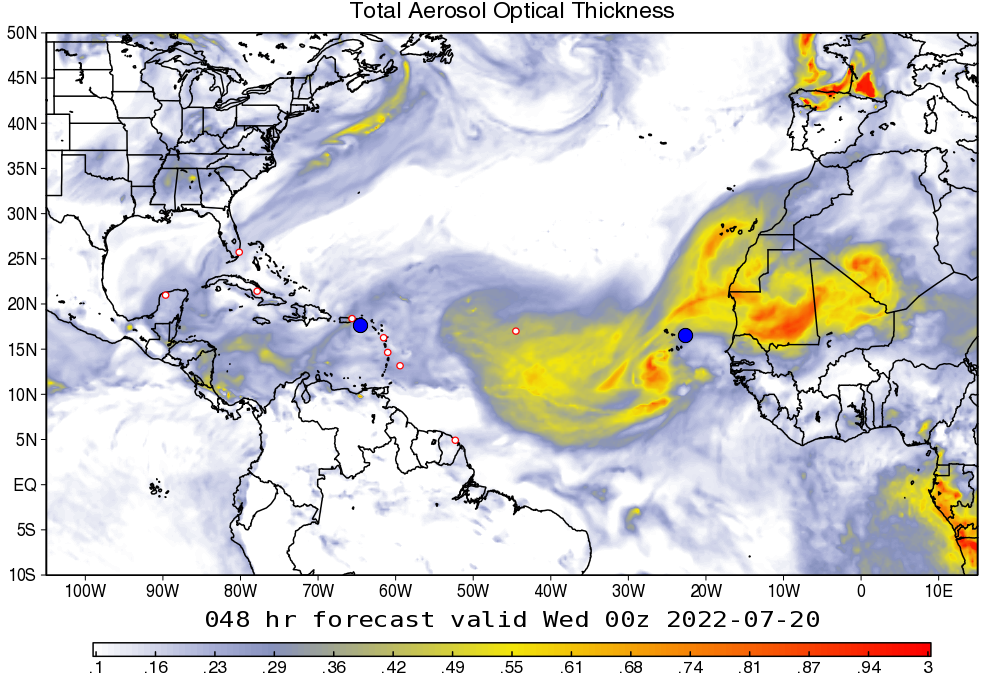 Total Aerosol Optical Thickness
50N
45N
40N
35N
30N
25N
20N
15N
10N
5N
EQ
5S
10S
100W 90W 80W 70W 60W 50W 40W 30W 20W 10W 0 10E
048 hr forecast valid Wed 00z 2022-07-20
.1 .16 .23 .29 .36 .42 .49 .55 .61 .68 .74 .81 .87 .94 3